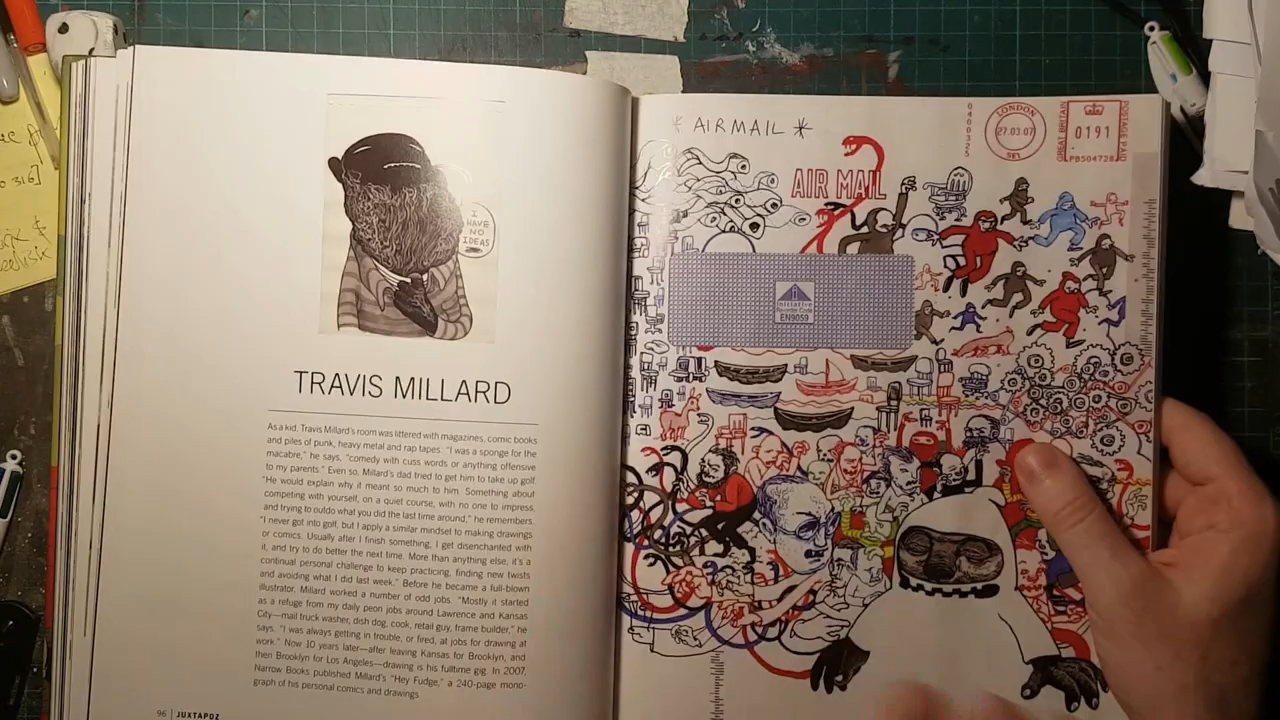 I
HAVE
NO
IDEAS
TRAVIS MILLARD
As a kid, Travis Millard's room was littered with magazines, comic books
and piles of punk, heavy metal and rap tapes. "I was a sponge for the
macabre," he says, "comedy with cuss words or anything offensive
to my parents." Even so, Millard's dad tried to get him to take up golf.
"He would explain why it meant so much to him. Something about
competing with yourself, on a quiet course, with no one to impress,
and trying to outdo what you did the last time around," he remembers.
"I never got into golf, but I apply a similar mindset to making drawings
or comics. Usually after I finish something, I get disenchanted with
it, and try to do better the next time. More than anything else, it's a
continual personal challenge to keep practicing, finding new twists
and avoiding what I did last week." Before he became a full-blown
illustrator, Millard worked a number of odd jobs. "Mostly it started
as a refuge from my daily peon jobs around Lawrence and Kansas
City—mail truck washer, dish dog, cook, retail guy, frame builder," he
says. "I was always getting in trouble, or fired, at jobs for drawing at
work." Now 10 years later—after leaving Kansas for Brooklyn, and
then Brooklyn for Los Angeles—drawing is his fulltime gig. In 2007,
Narrow Books published Millard's "Hey Fudge," a 240-page mono-
graph of his personal comics and drawings.
96 | JUXTAPOZ
* AIRMAIL *
AIR MAIL
LONDON
27.03.07
SE1
GREAT BRITAIN
0191
POSTAGE PAID
PB504728
initiative
Re-order Code
EN9059